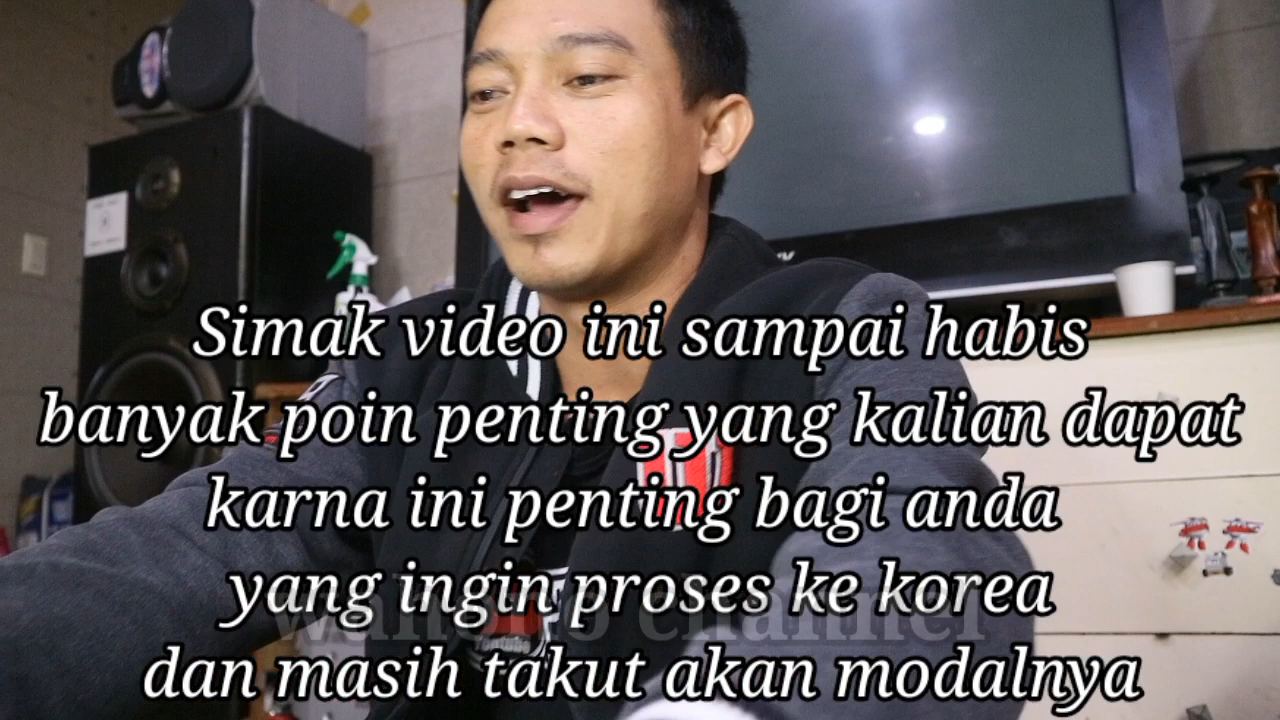 Simak video ini sampai habis
banyak poin penting yang kalian dapat
karna ini penting bagi anda
yang ingin proses ke korea
dan masih takut akan modalnya
Youtube